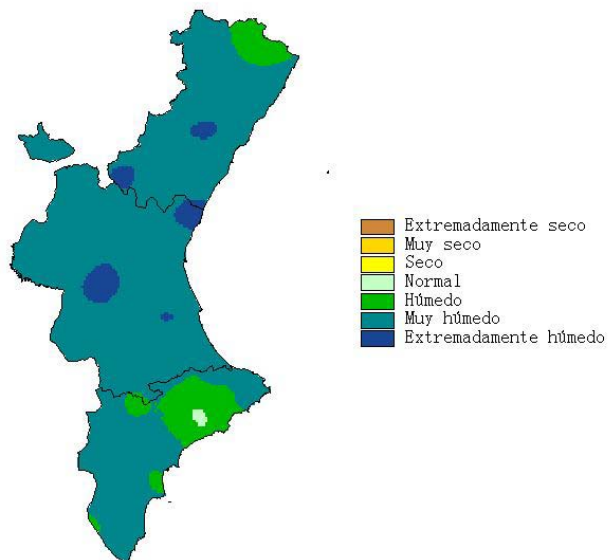 Extremadamente seco
Muy seco
Seco
Normal
Húmedo
Muy húmedo
Extremadamente húmedo